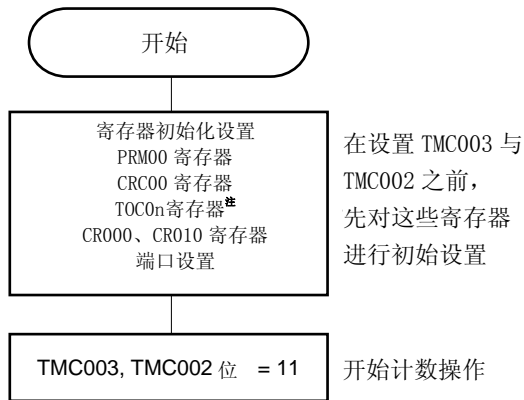 开始
寄存器初始化设置
PRM00 寄存器
CRC00 寄存器
TOC0n寄存器注
CR000、CR010 寄存器
端口设置
在设置 TMC003 与
TMC002 之前，
先对这些寄存器
进行初始设置
TMC003, TMC002 位 = 11
开始计数操作